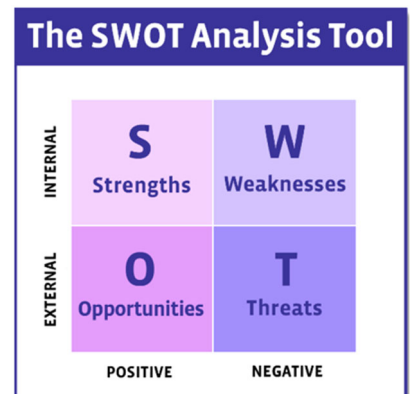 The SWOT Analysis Tool
INTERNAL
S
Strengths
W
Weaknesses
EXTERNAL
O
Opportunities
T
Threats
POSITIVE
NEGATIVE